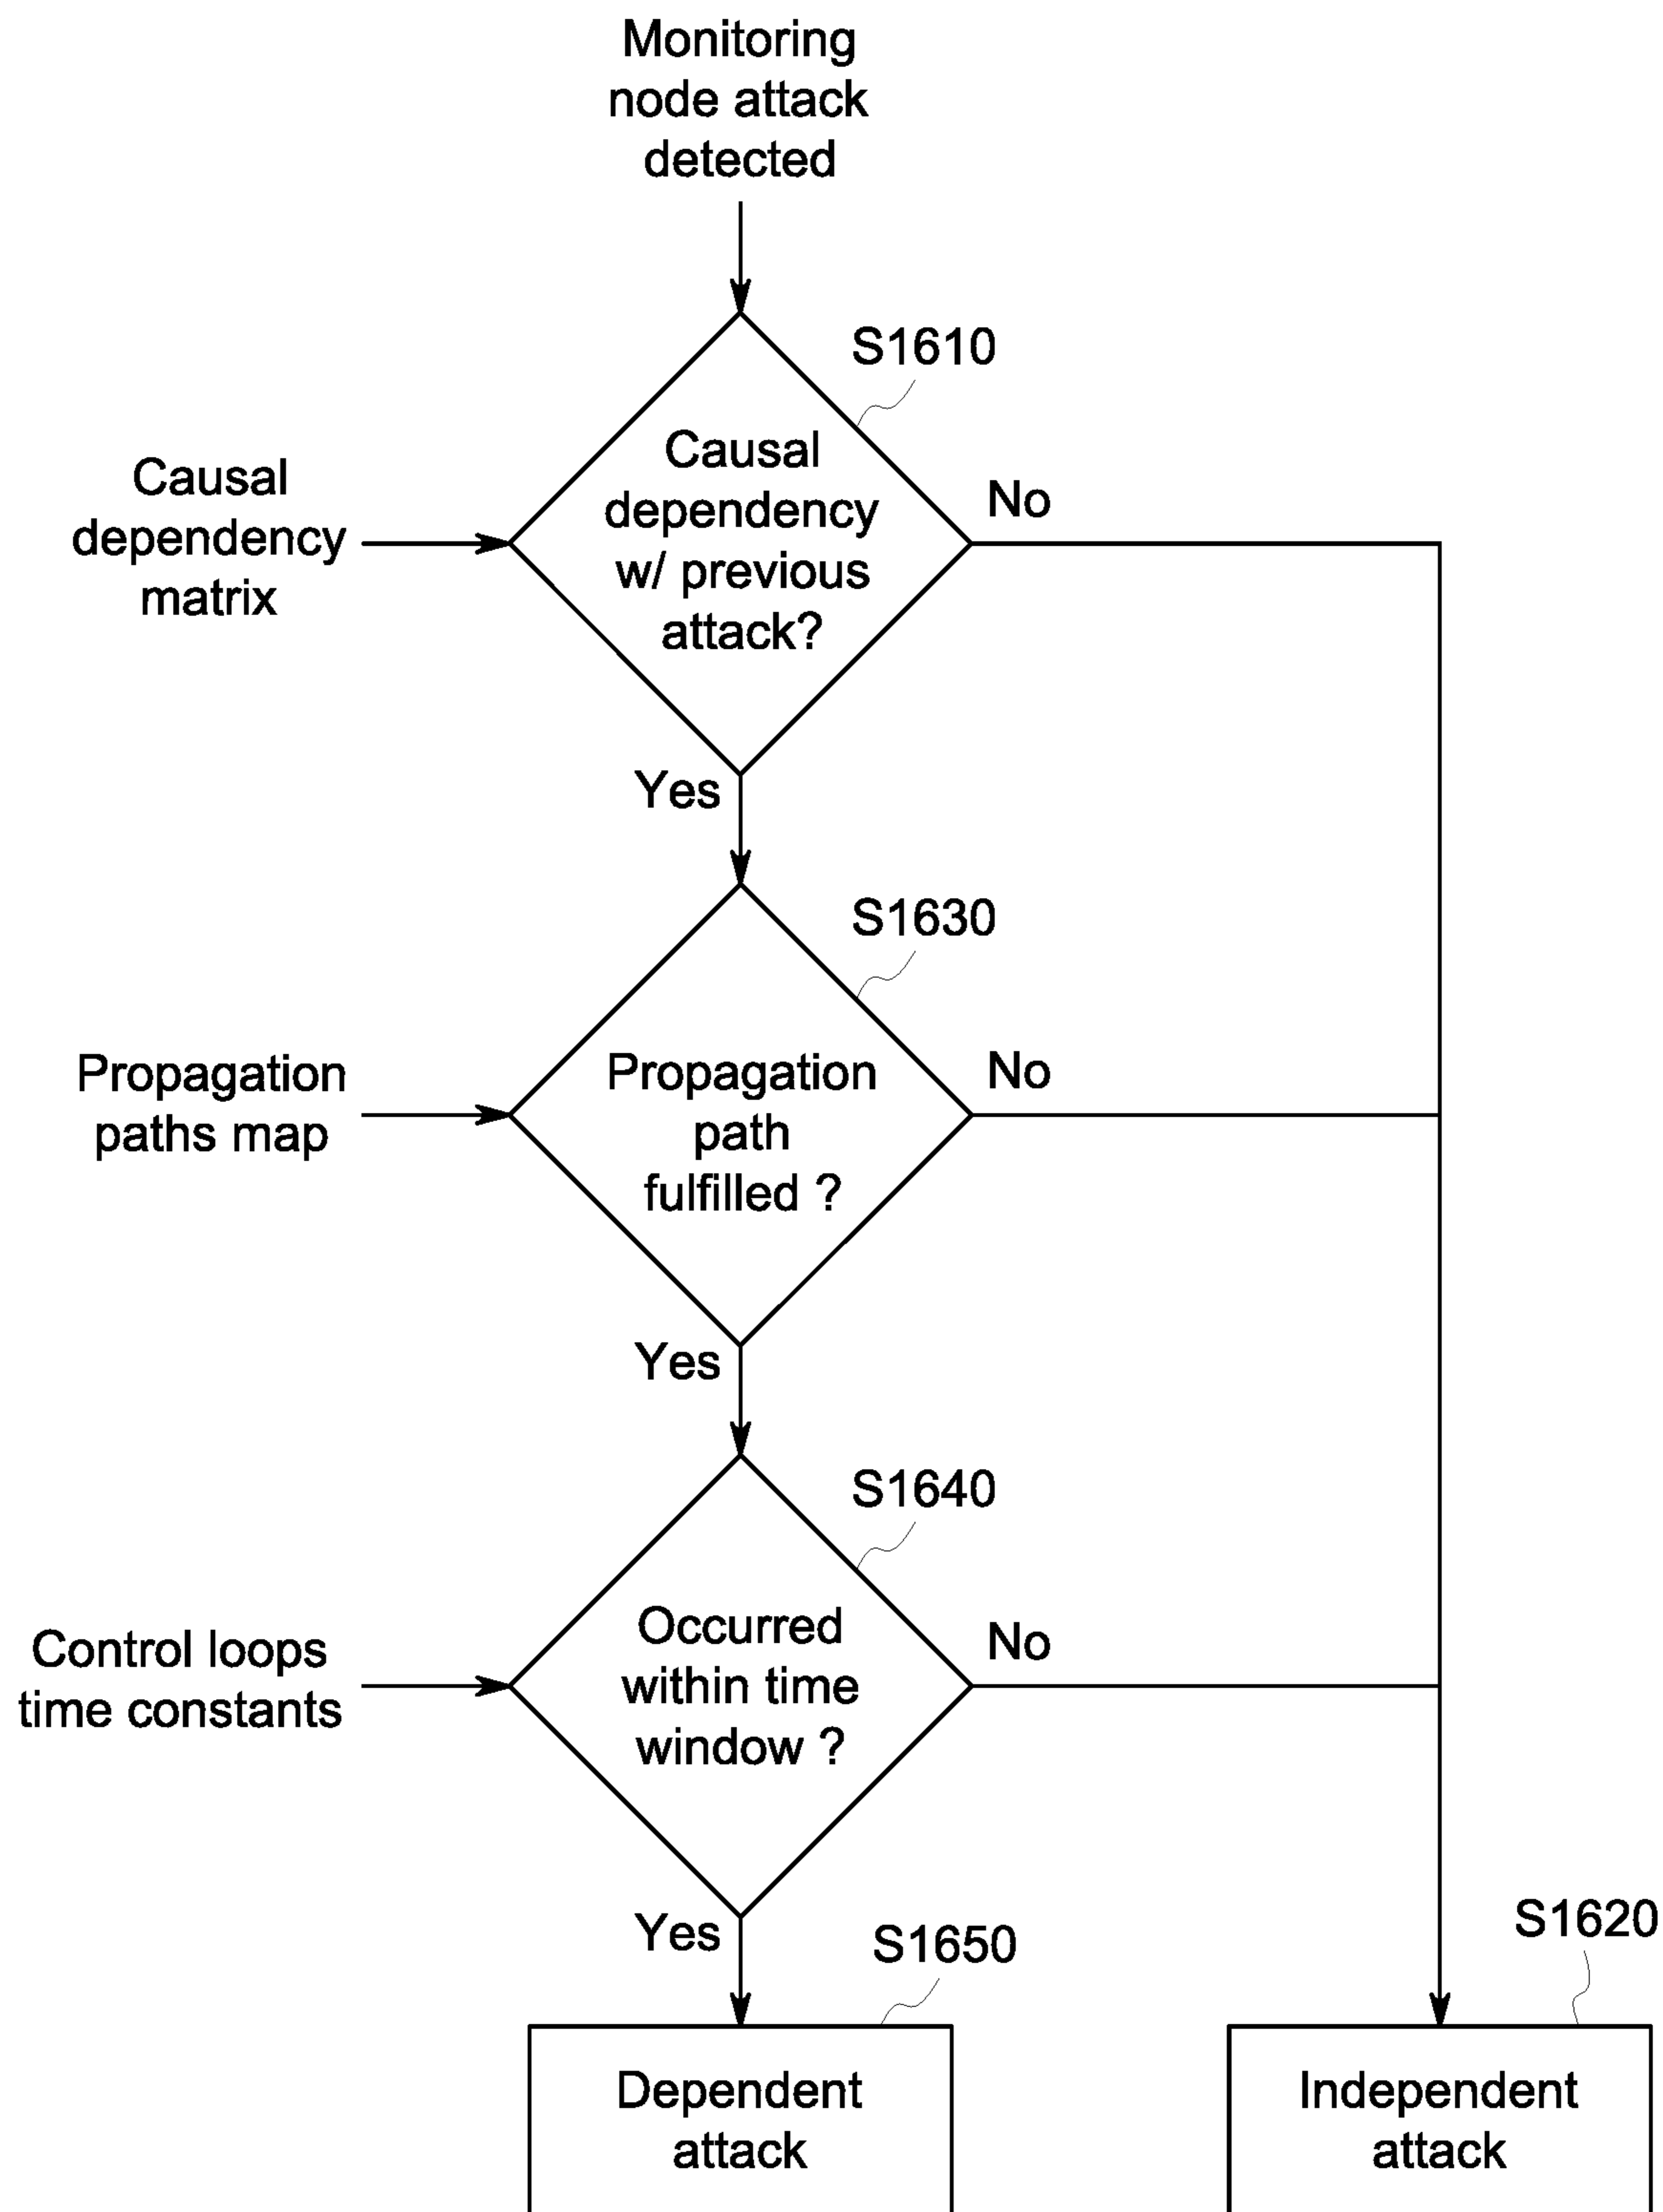 Monitoring
node attack
detected
S1610
Causal
dependency
matrix
Causal
dependency
w/ previous
attack?
No
Yes
S1630
Propagation
paths map
Propagation
path
fulfilled ?
No
Yes
S1640
Control loops
time constants
Occurred
within time
window ?
No
Yes
S1650
S1620
Dependent
attack
Independent
attack